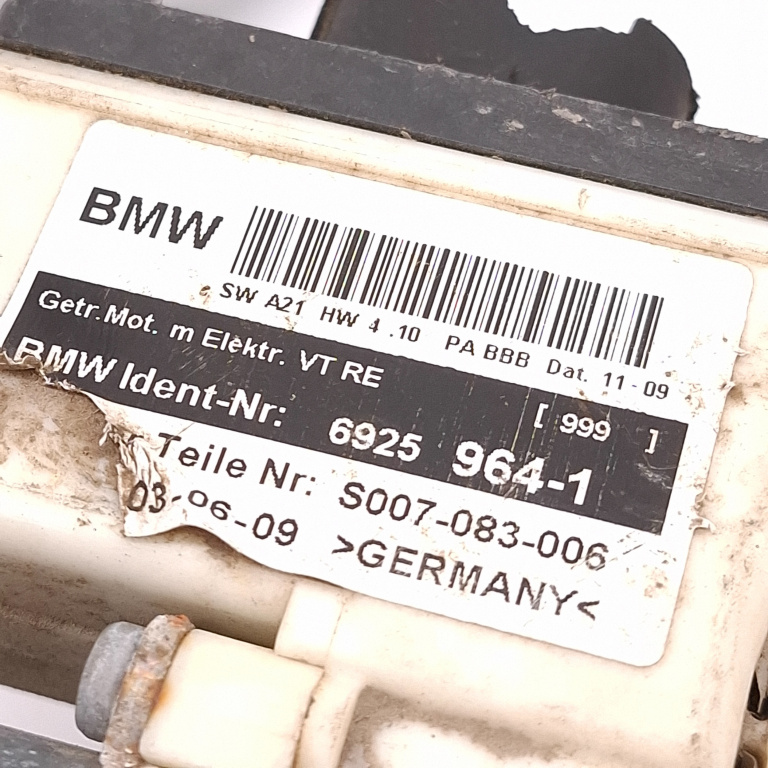 BMW
SW A21 HW 4.10 PA BBB Dat. 11-09
Getr.Mot. m Elektr. VT RE [ 999 ]
BMW Ident-Nr: 6925 964-1
Teile Nr: S007-083-006
03-06-09 >GERMANY<